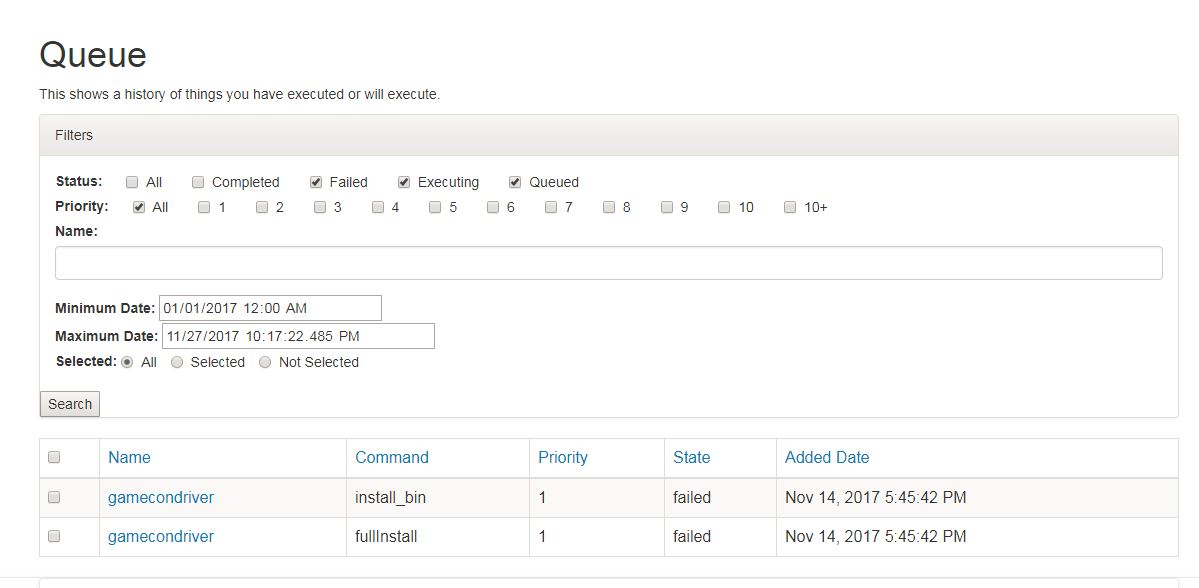 Queue
This shows a history of things you have executed or will execute.
Filters
Status: All Completed Failed Executing Queued
Priority: All 1 2 3 4 5 6 7 8 9 10 10+
Name:
Minimum Date: 01/01/2017 12:00 AM
Maximum Date: 11/27/2017 10:17:22.485 PM
Selected: All Selected Not Selected
Search
Name Command Priority State Added Date
gamecondriver install_bin 1 failed Nov 14, 2017 5:45:42 PM
gamecondriver fullInstall 1 failed Nov 14, 2017 5:45:42 PM